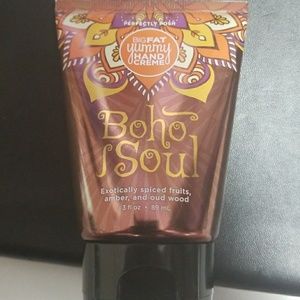 PERFECTLY POSH
BIG FAT
yummy
HAND
CREME
Boho
Soul
Exotically spiced fruits,
amber, and oud wood
3 fl oz • 89 mL